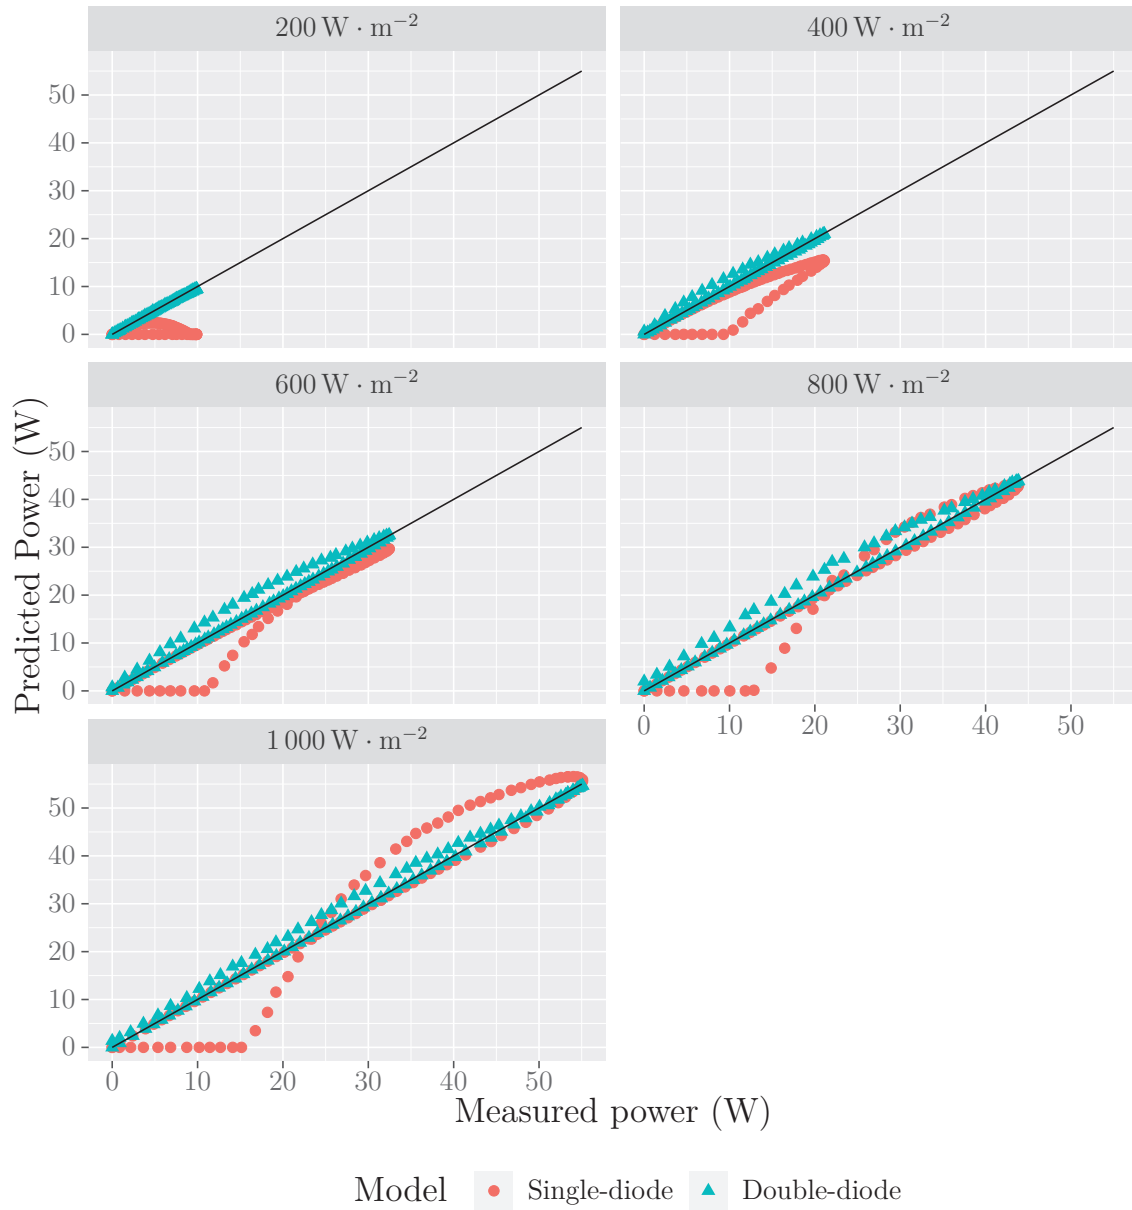 200 W · m⁻²
400 W · m⁻²
50
40
30
20
10
0
600 W · m⁻²
800 W · m⁻²
50
40
30
20
10
0
0 10 20 30 40 50
1 000 W · m⁻²
50
40
30
20
10
0
0 10 20 30 40 50
Predicted Power (W)
Measured power (W)
Model Single-diode Double-diode